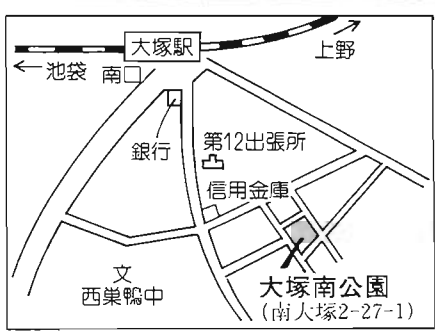 大塚駅
上野
池袋
南口
銀行
第12出張所
信用金庫
文
西巣鴨中
大塚南公園
(南大塚2-27-1)